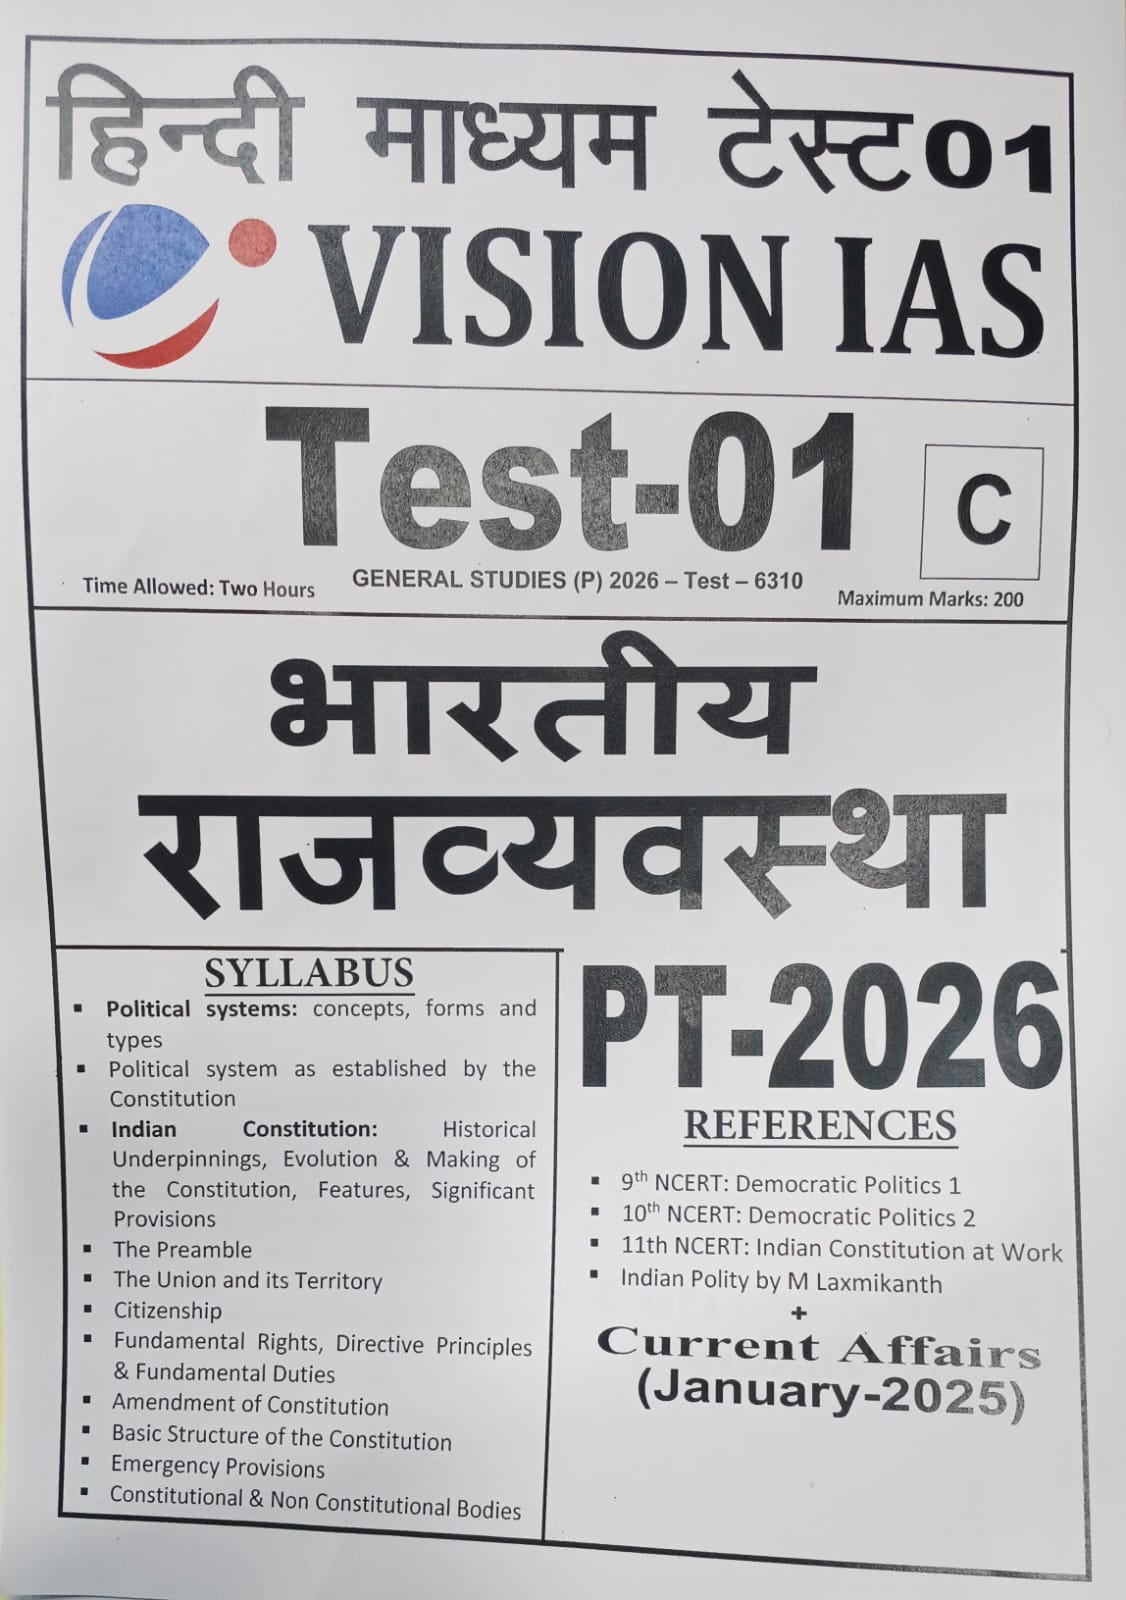 हिन्दी माध्यम टेस्ट01
VISION IAS
Test-01
C
Time Allowed: Two Hours
GENERAL STUDIES (P) 2026 – Test – 6310
Maximum Marks: 200
भारतीय
राजव्यवस्था
SYLLABUS
▪ Political systems: concepts, forms and
types
▪ Political system as established by the
Constitution
▪ Indian Constitution: Historical
Underpinnings, Evolution & Making of
the Constitution, Features, Significant
Provisions
▪ The Preamble
▪ The Union and its Territory
▪ Citizenship
▪ Fundamental Rights, Directive Principles
& Fundamental Duties
▪ Amendment of Constitution
▪ Basic Structure of the Constitution
▪ Emergency Provisions
▪ Constitutional & Non Constitutional Bodies
PT-2026
REFERENCES
▪ 9th NCERT: Democratic Politics 1
▪ 10th NCERT: Democratic Politics 2
▪ 11th NCERT: Indian Constitution at Work
▪ Indian Polity by M Laxmikanth
+
Current Affairs
(January-2025)